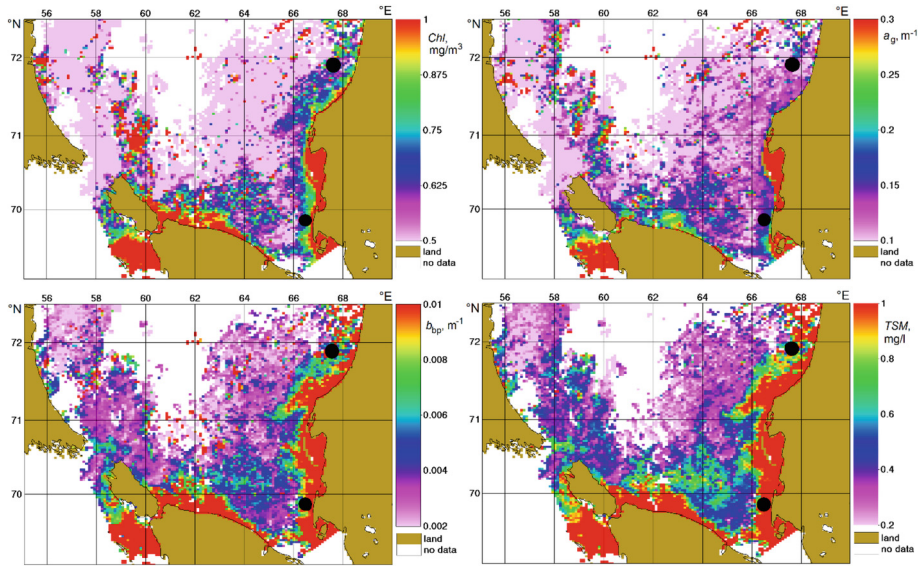 56 58 60 62 64 66 68 °E
°N
72
71
70
1
Chl,
mg/m3
0.875
0.75
0.625
0.5
land
no data
56 58 60 62 64 66 68 °E
°N
72
71
70
0.3
ag, m-1
0.25
0.2
0.15
0.1
land
no data
56 58 60 62 64 66 68 °E
°N
72
71
70
0.01
bbp, m-1
0.008
0.006
0.004
0.002
land
no data
56 58 60 62 64 66 68 °E
°N
72
71
70
1
TSM,
mg/l
0.8
0.6
0.4
0.2
land
no data